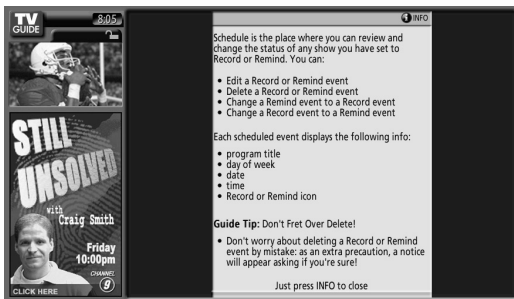 TV
GUIDE
8:05
INFO
Schedule is the place where you can review and
change the status of any show you have set to
Record or Remind. You can:
• Edit a Record or Remind event
• Delete a Record or Remind event
• Change a Remind event to a Record event
• Change a Record event to a Remind event
Each scheduled event displays the following info:
• program title
• day of week
• date
• time
• Record or Remind icon
Guide Tip: Don't Fret Over Delete!
• Don't worry about deleting a Record or Remind
event by mistake: as an extra precaution, a notice
will appear asking if you're sure!
Just press INFO to close
STILL
UNSOLVED
with
Craig Smith
Friday
10:00pm
CHANNEL
9
CLICK HERE